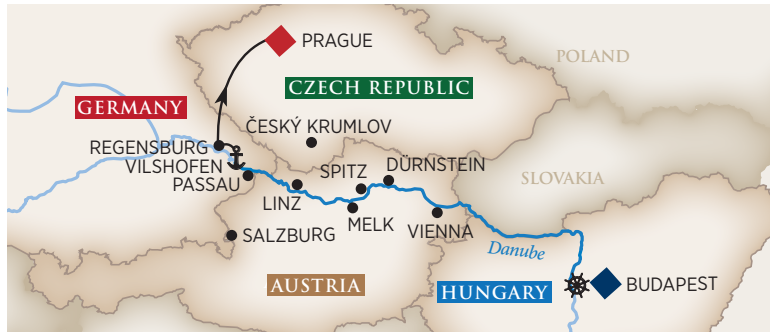 PRAGUE
POLAND
CZECH REPUBLIC
GERMANY
ČESKÝ KRUMLOV
REGENSBURG
VILSHOFEN
PASSAU
SPITZ
DÜRNSTEIN
SLOVAKIA
LINZ
MELK
VIENNA
SALZBURG
Danube
AUSTRIA
HUNGARY
BUDAPEST